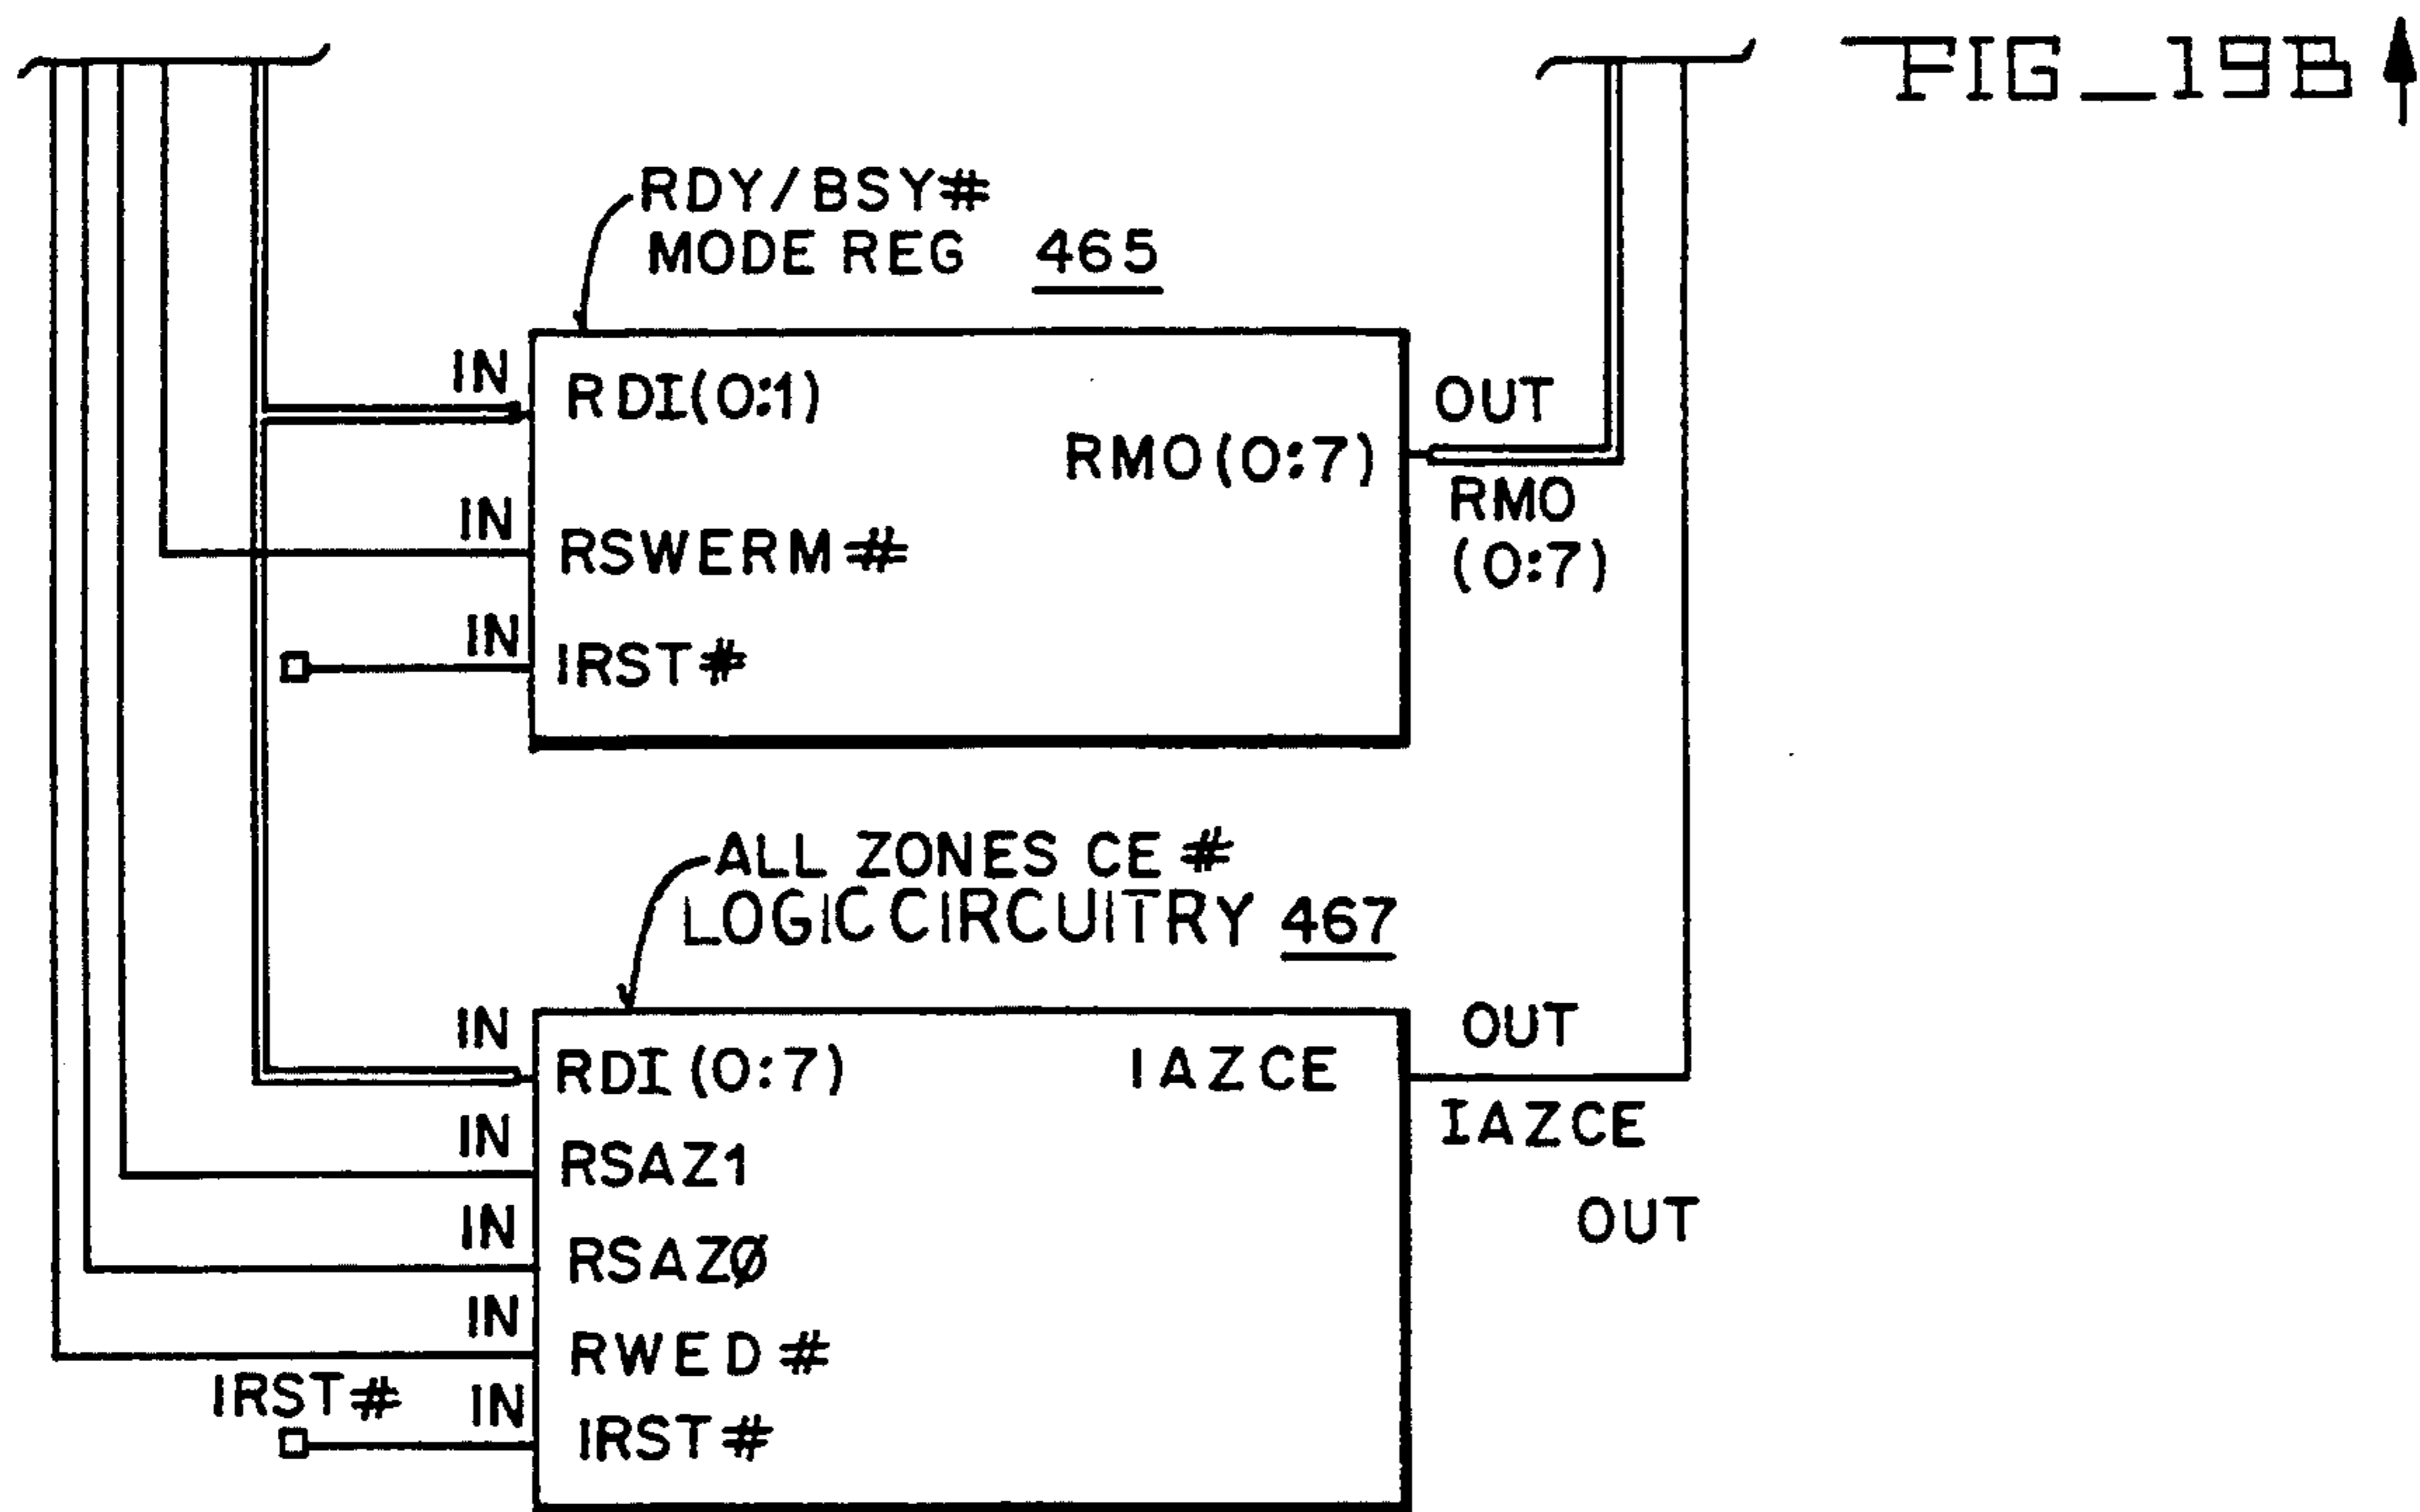 FIG_19B
RDY/BSY#
MODE REG 465
IN
RDI(0:1)
OUT
RMO(0:7)
RMO
(0:7)
IN
RSWERM#
IN
IRST#
ALL ZONES CE#
LOGIC CIRCUITRY 467
IN
RDI(0:7)
IAZCE
OUT
IAZCE
IN
RSAZ1
OUT
IN
RSAZØ
IN
RWED#
IRST#
IN
IRST#